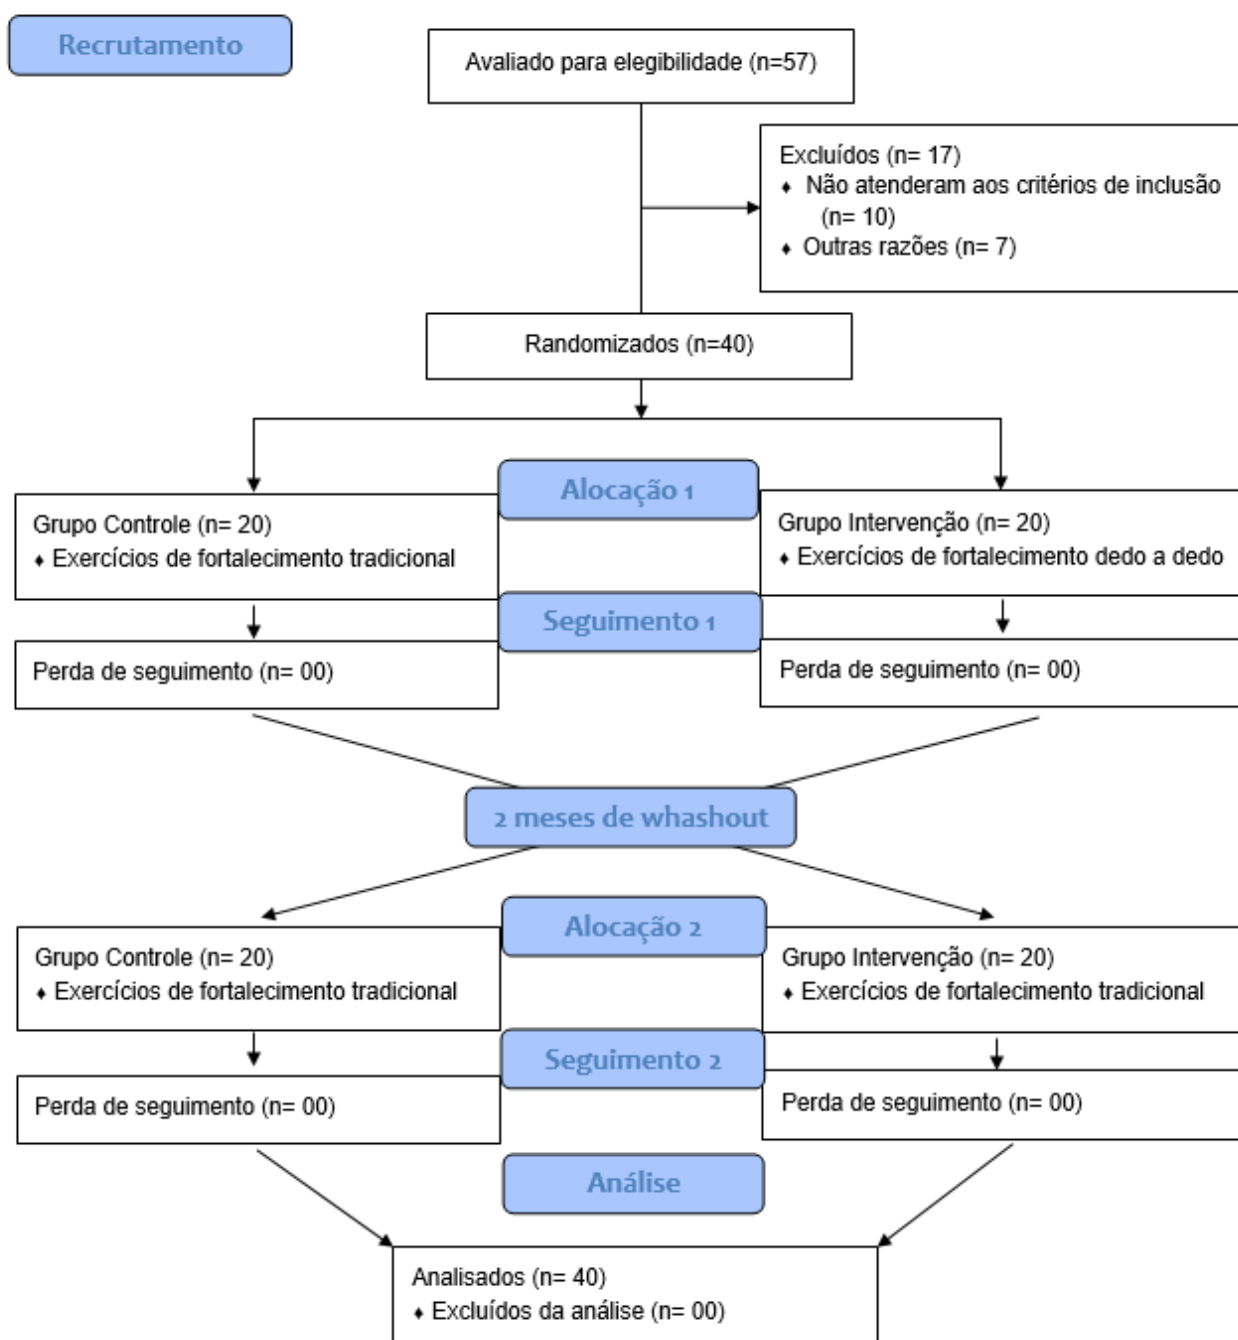 Recrutamento
Avaliado para elegibilidade (n=57)
Excluídos (n= 17)
♦ Não atenderam aos critérios de inclusão
(n= 10)
♦ Outras razões (n= 7)
Randomizados (n=40)
Alocação 1
Grupo Controle (n= 20)
♦ Exercícios de fortalecimento tradicional
Grupo Intervenção (n= 20)
♦ Exercícios de fortalecimento dedo a dedo
Seguimento 1
Perda de seguimento (n= 00)
Perda de seguimento (n= 00)
2 meses de whashout
Alocação 2
Grupo Controle (n= 20)
♦ Exercícios de fortalecimento tradicional
Grupo Intervenção (n= 20)
♦ Exercícios de fortalecimento tradicional
Seguimento 2
Perda de seguimento (n= 00)
Perda de seguimento (n= 00)
Análise
Analisados (n= 40)
♦ Excluídos da análise (n= 00)